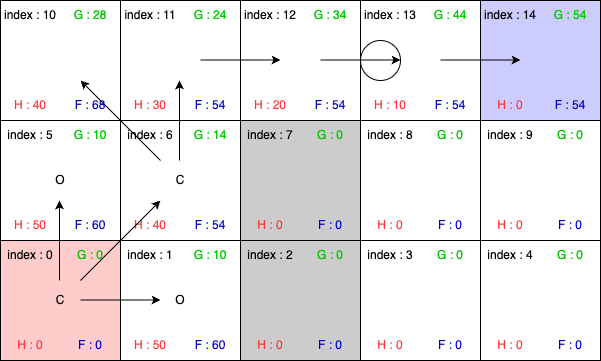 index : 10 G : 28 index : 11 G : 24 index : 12 G : 34 index : 13 G : 44 index : 14 G : 54
H : 40 F : 68 H : 30 F : 54 H : 20 F : 54 H : 10 F : 54 H : 0 F : 54
index : 5 G : 10 index : 6 G : 14 index : 7 G : 0 index : 8 G : 0 index : 9 G : 0
O C
H : 50 F : 60 H : 40 F : 54 H : 0 F : 0 H : 0 F : 0 H : 0 F : 0
index : 0 G : 0 index : 1 G : 10 index : 2 G : 0 index : 3 G : 0 index : 4 G : 0
C O
H : 0 F : 0 H : 50 F : 60 H : 0 F : 0 H : 0 F : 0 H : 0 F : 0